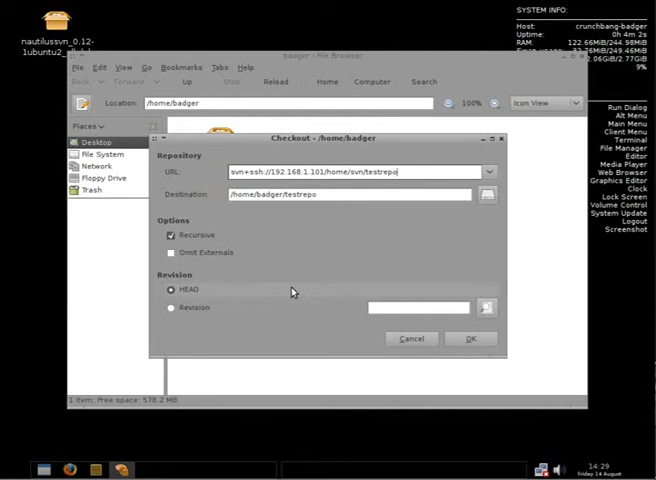 nautilussvn_0.12-
1ubuntu2_
SYSTEM INFO:
Host: crunchbang-badger
Uptime: 0h 4m 2s
RAM: 122.66MiB/244.98MiB
2.06GiB/2
9%
badger - File Browser
File Edit View Go Bookmarks Tabs Help
Back Forward Up Stop Reload Home Computer Search
Location: /home/badger 100% Icon View
Places
Desktop
File System
Network
Floppy Drive
Trash
Checkout - /home/badger
Repository
URL: svn+ssh://192.168.1.101/home/svn/testrepo
Destination: /home/badger/testrepo
Options
Recursive
Omit Externals
Revision
HEAD
Revision
Cancel OK
1 item, Free space: 578.2 MB
Run Dialog
Alt Menu
Main Menu
Client Menu
Terminal
Media Player
Editor
Web Browser
Graphics Editor
Clock
Lock Screen
Volume Control
System Update
Logout
Screenshot
14:29
Friday 14 August